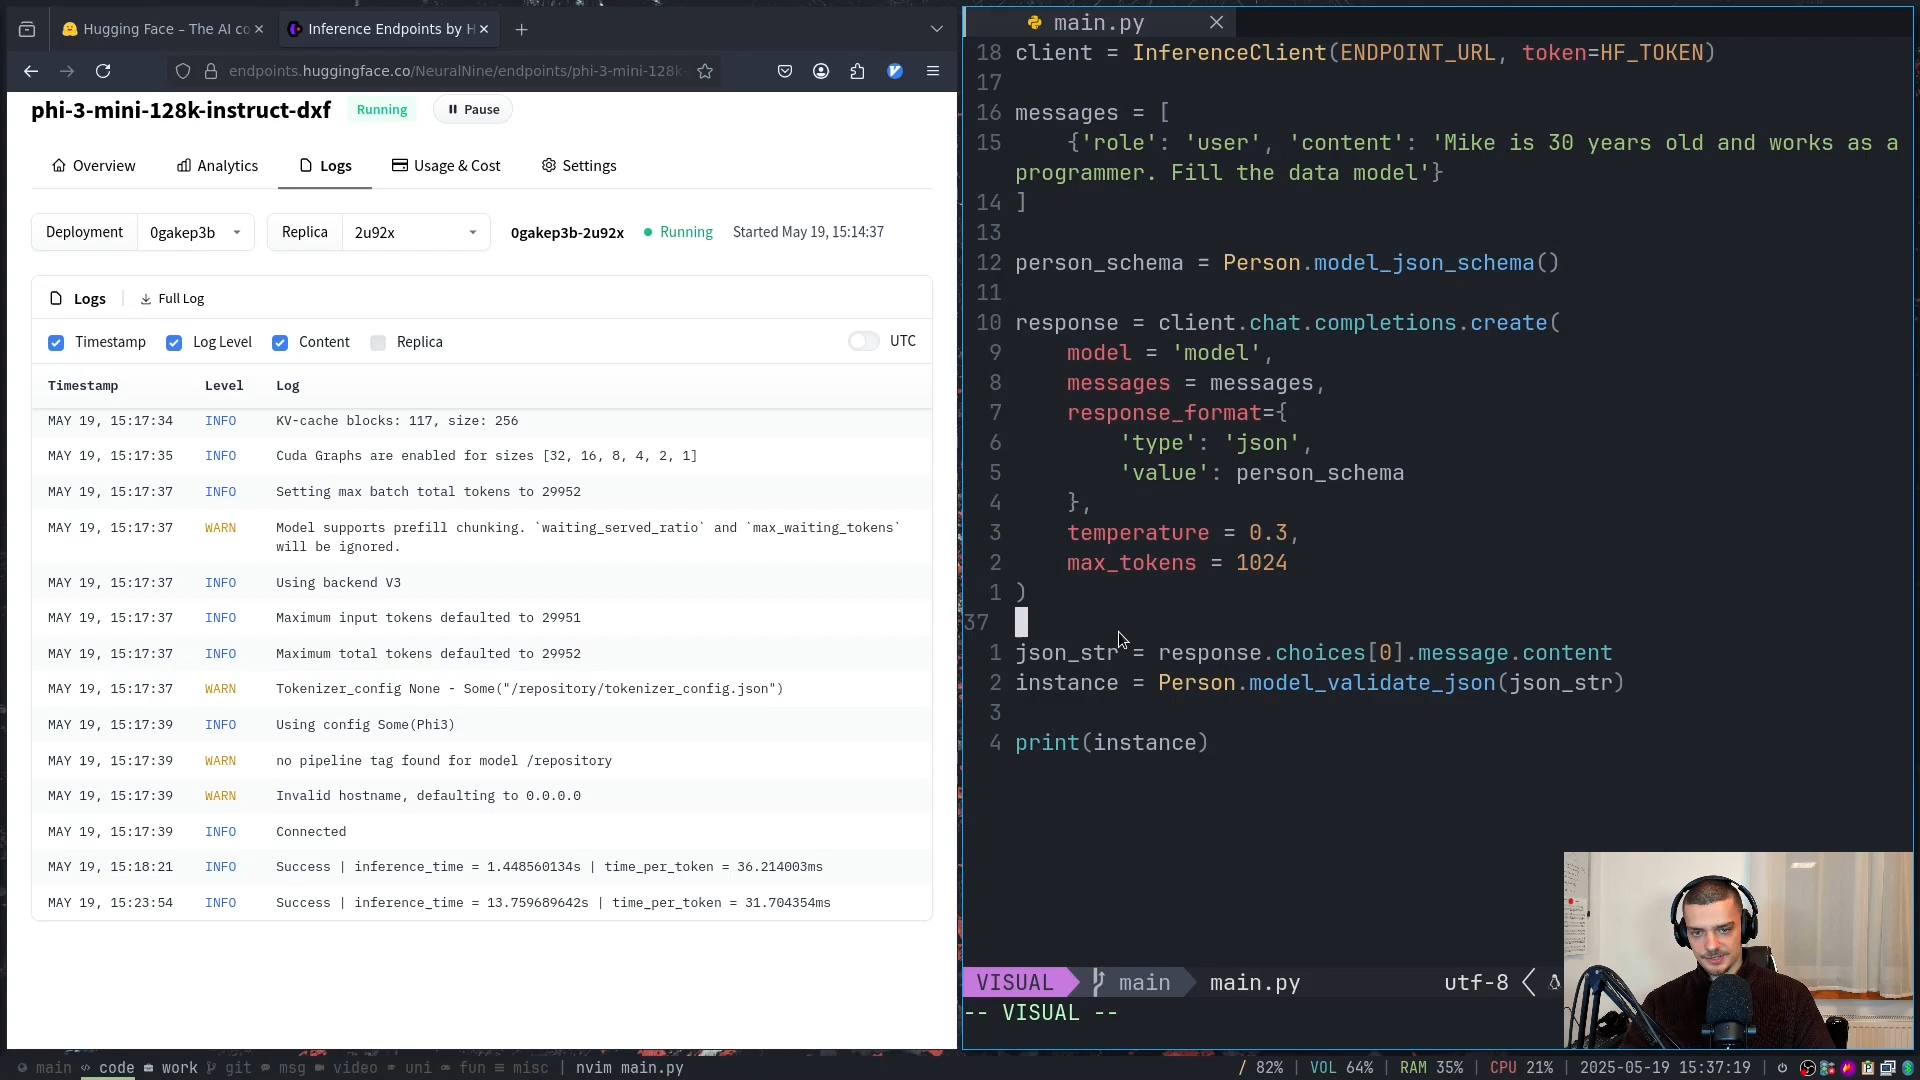 Hugging Face – The AI co
Inference Endpoints by H
endpoints.huggingface.co/NeuralNine/endpoints/phi-3-mini-128k-
phi-3-mini-128k-instruct-dxf
Running
Pause
Overview
Analytics
Logs
Usage & Cost
Settings
Deployment
0gakep3b
Replica
2u92x
0gakep3b-2u92x
Running
Started May 19, 15:14:37
Logs
Full Log
Timestamp
Log Level
Content
Replica
UTC
Timestamp Level Log
MAY 19, 15:17:34 INFO KV-cache blocks: 117, size: 256
MAY 19, 15:17:35 INFO Cuda Graphs are enabled for sizes [32, 16, 8, 4, 2, 1]
MAY 19, 15:17:37 INFO Setting max batch total tokens to 29952
MAY 19, 15:17:37 WARN Model supports prefill chunking. `waiting_served_ratio` and `max_waiting_tokens`
will be ignored.
MAY 19, 15:17:37 INFO Using backend V3
MAY 19, 15:17:37 INFO Maximum input tokens defaulted to 29951
MAY 19, 15:17:37 INFO Maximum total tokens defaulted to 29952
MAY 19, 15:17:37 WARN Tokenizer_config None - Some("/repository/tokenizer_config.json")
MAY 19, 15:17:39 INFO Using config Some(Phi3)
MAY 19, 15:17:39 WARN no pipeline tag found for model /repository
MAY 19, 15:17:39 WARN Invalid hostname, defaulting to 0.0.0.0
MAY 19, 15:17:39 INFO Connected
MAY 19, 15:18:21 INFO Success | inference_time = 1.448560134s | time_per_token = 36.214003ms
MAY 19, 15:23:54 INFO Success | inference_time = 13.759689642s | time_per_token = 31.704354ms
main.py
18 client = InferenceClient(ENDPOINT_URL, token=HF_TOKEN)
17
16 messages = [
15 {'role': 'user', 'content': 'Mike is 30 years old and works as a
programmer. Fill the data model'}
14 ]
13
12 person_schema = Person.model_json_schema()
11
10 response = client.chat.completions.create(
9 model = 'model',
8 messages = messages,
7 response_format={
6 'type': 'json',
5 'value': person_schema
4 },
3 temperature = 0.3,
2 max_tokens = 1024
1 )
37
1 json_str = response.choices[0].message.content
2 instance = Person.model_validate_json(json_str)
3
4 print(instance)
VISUAL main main.py utf-8
-- VISUAL --
main code work git msg video uni fun misc | nvim main.py
/ 82% | VOL 64% | RAM 35% | CPU 21% | 2025-05-19 15:37:19